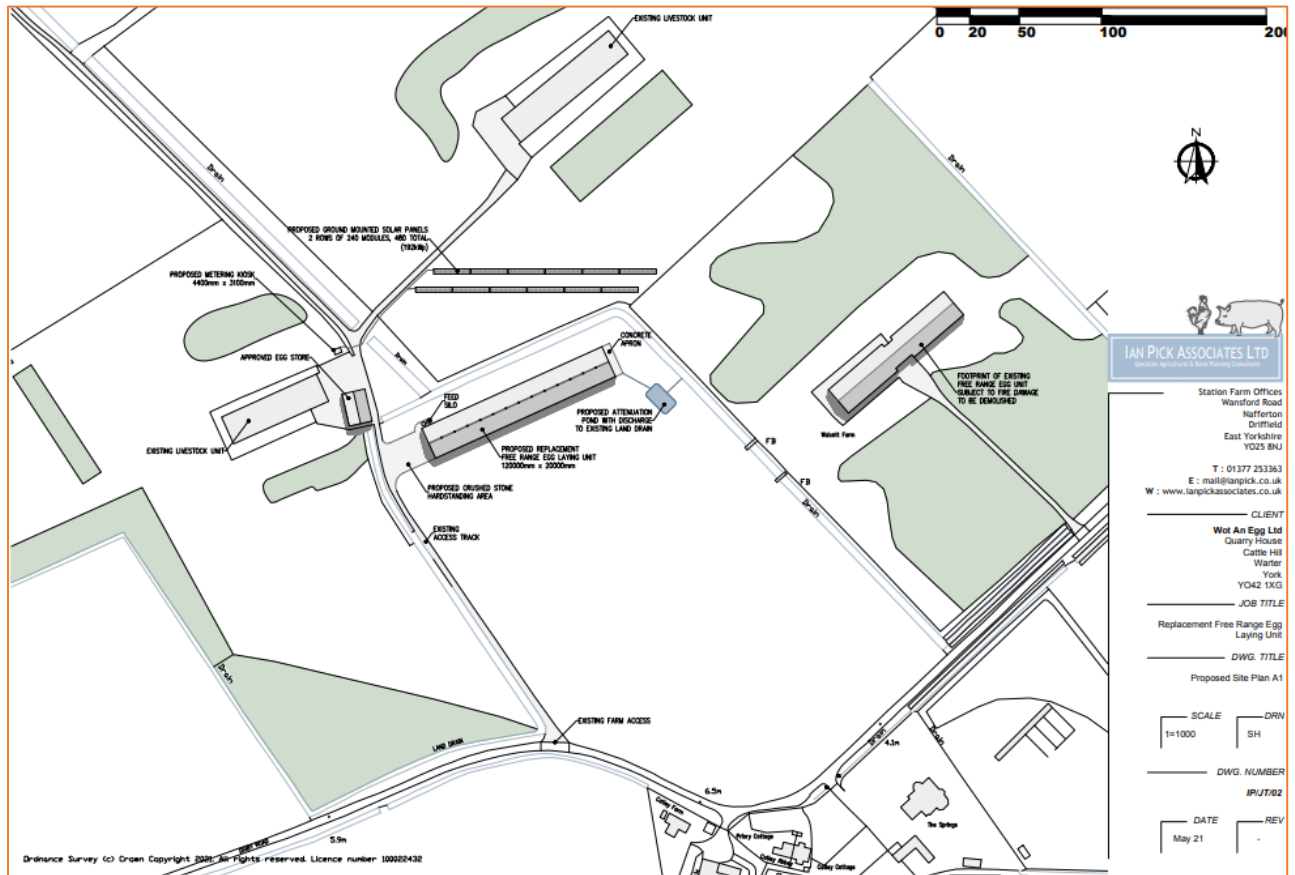 EXISTING LIVESTOCK UNIT
0 20 50 100 200
N
Drain
Drain
PROPOSED GROUND MOUNTED SOLAR PANELS
2 ROWS OF 240 MODULES, 480 TOTAL
(192kWp)
PROPOSED METERING KIOSK
4400mm x 3100mm
APPROVED EGG STORE
Drain
CONCRETE
APRON
FEED
SILO
EXISTING LIVESTOCK UNIT
PROPOSED ATTENUATION
POND WITH DISCHARGE
TO EXISTING LAND DRAIN
FOOTPRINT OF EXISTING
FREE RANGE EGG UNIT
SUBJECT TO FIRE DAMAGE
TO BE DEMOLISHED
PROPOSED REPLACEMENT
FREE RANGE EGG LAYING UNIT
120000mm x 20000mm
FB
FB
Drain
PROPOSED CRUSHED STONE
HARDSTANDING AREA
EXISTING
ACCESS TRACK
Drain
EXISTING FARM ACCESS
LAND DRAIN
Drain
Drain
4.1m
6.5m
5.9m
Priory Cottage
The Springs
Ordnance Survey (c) Crown Copyright 2021. All rights reserved. Licence number 100022432
IAN PICK ASSOCIATES LTD
Specialist Agricultural & Rural Planning Consultants
Station Farm Offices
Wansford Road
Nafferton
Driffield
East Yorkshire
YO25 8NJ
T : 01377 253363
E : mail@ianpick.co.uk
W : www.ianpickassociates.co.uk
CLIENT
Wot An Egg Ltd
Quarry House
Cattle Hill
Warter
York
YO42 1XG
JOB TITLE
Replacement Free Range Egg
Laying Unit
DWG. TITLE
Proposed Site Plan A1
SCALE
1=1000
DRN
SH
DWG. NUMBER
IP/JT/02
DATE
May 21
REV
-